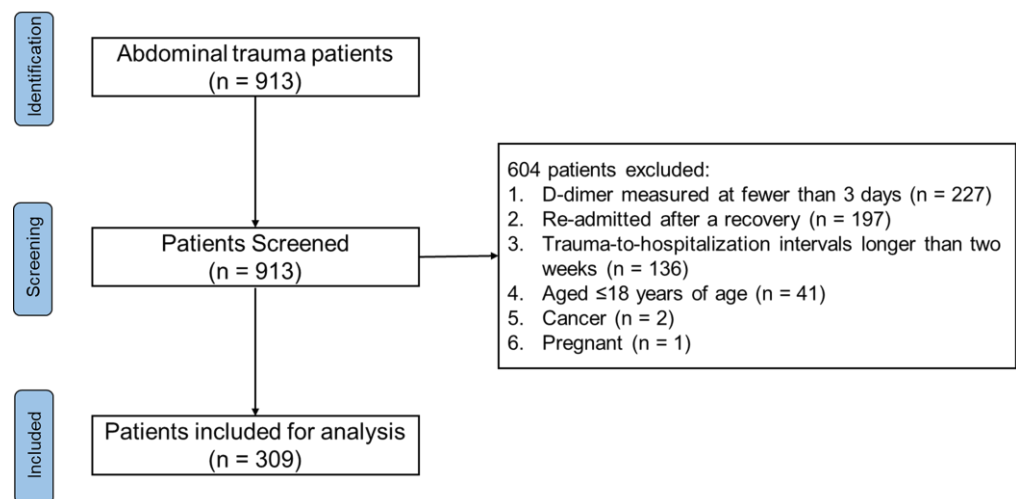 Identification
Abdominal trauma patients
(n = 913)
Screening
Patients Screened
(n = 913)
604 patients excluded:
1. D-dimer measured at fewer than 3 days (n = 227)
2. Re-admitted after a recovery (n = 197)
3. Trauma-to-hospitalization intervals longer than two
weeks (n = 136)
4. Aged ≤18 years of age (n = 41)
5. Cancer (n = 2)
6. Pregnant (n = 1)
Included
Patients included for analysis
(n = 309)